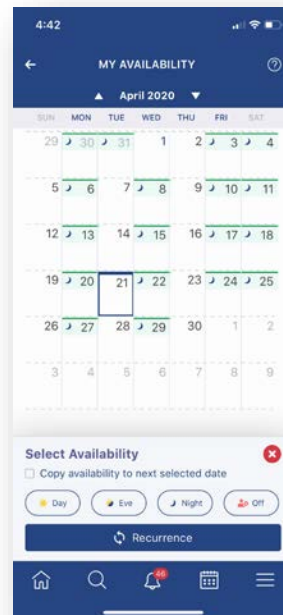 4:42
MY AVAILABILITY
April 2020
SUN MON TUE WED THU FRI SAT
29 30 31 1 2 3 4
5 6 7 8 9 10 11
12 13 14 15 16 17 18
19 20 21 22 23 24 25
26 27 28 29 30 1 2
3 4 5 6 7 8 9
Select Availability
Copy availability to next selected date
Day Eve Night Off
Recurrence
46